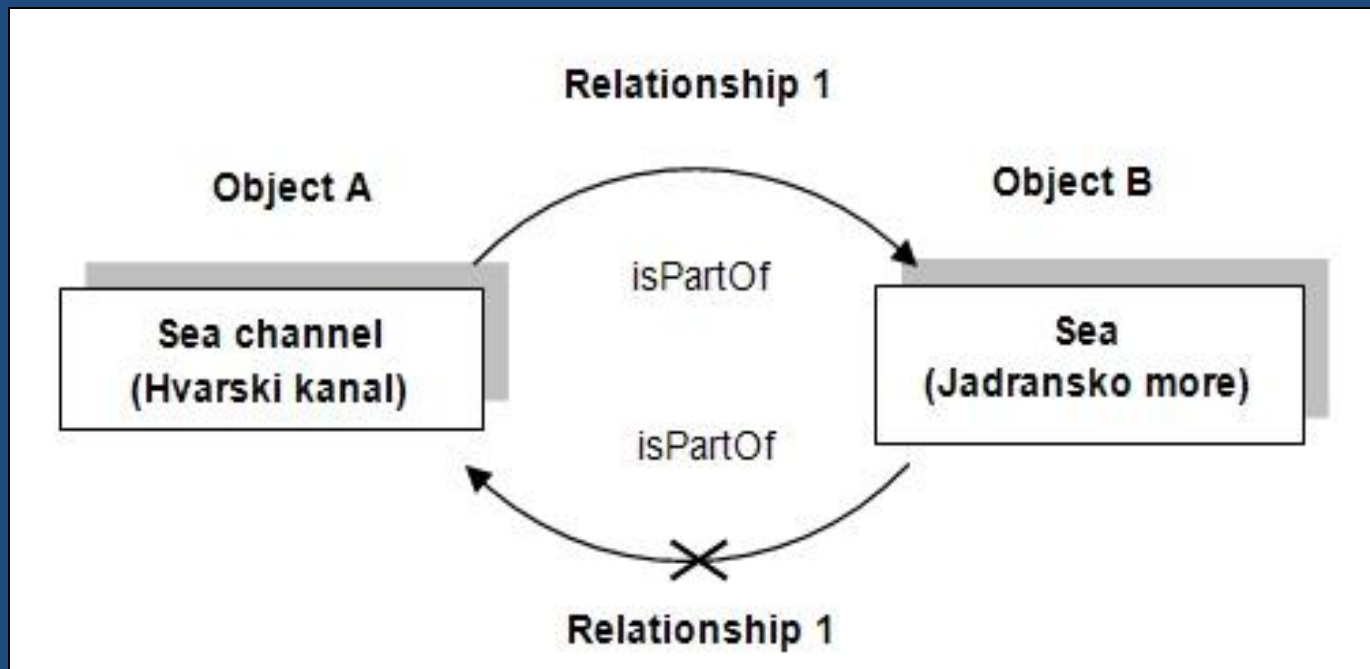 Relationship 1
Object A
Object B
isPartOf
Sea channel
(Hvarski kanal)
Sea
(Jadransko more)
isPartOf
Relationship 1